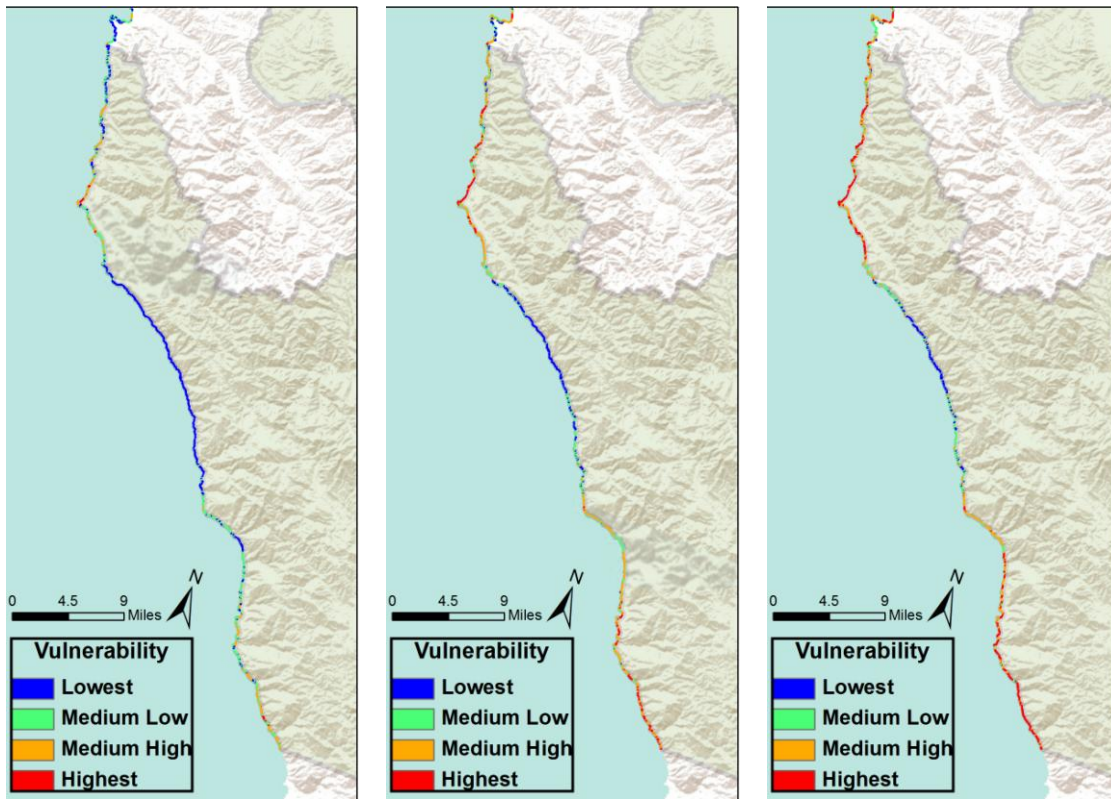 N
0 4.5 9
Miles
Vulnerability
Lowest
Medium Low
Medium High
Highest
N
0 4.5 9
Miles
Vulnerability
Lowest
Medium Low
Medium High
Highest
N
0 4.5 9
Miles
Vulnerability
Lowest
Medium Low
Medium High
Highest